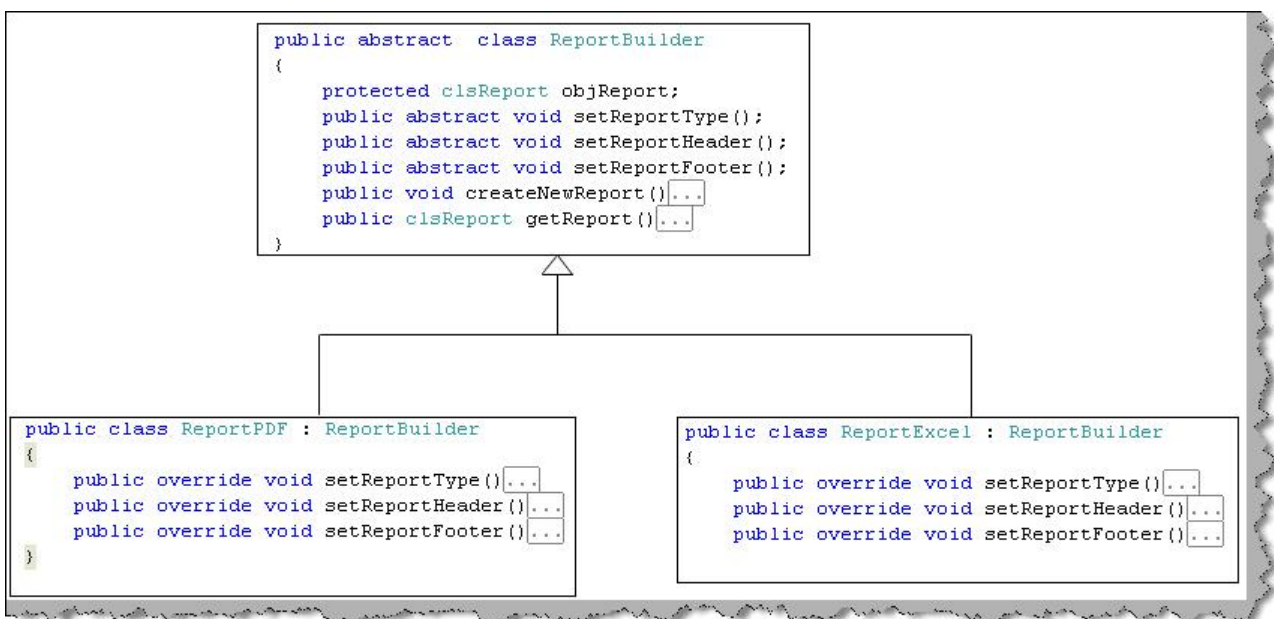 public abstract  class ReportBuilder
{
    protected clsReport objReport;
    public abstract void setReportType();
    public abstract void setReportHeader();
    public abstract void setReportFooter();
    public void createNewReport()...
    public clsReport getReport()...
}
public class ReportPDF : ReportBuilder
{
    public override void setReportType()...
    public override void setReportHeader()...
    public override void setReportFooter()...
}
public class ReportExcel : ReportBuilder
{
    public override void setReportType()...
    public override void setReportHeader()...
    public override void setReportFooter()...